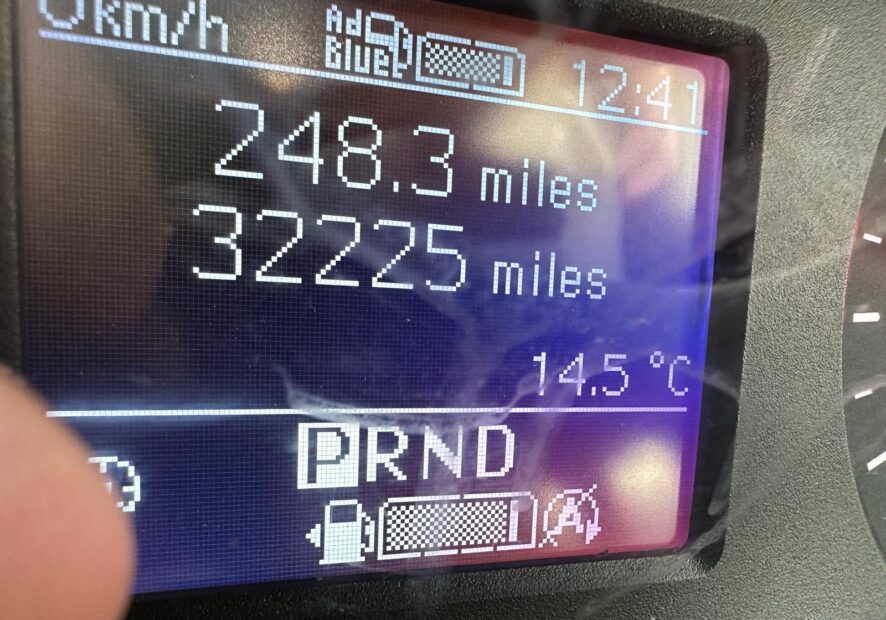 0km/h
Ad
Blue
12:41
248.3 miles
32225 miles
14.5 °C
PRND
A